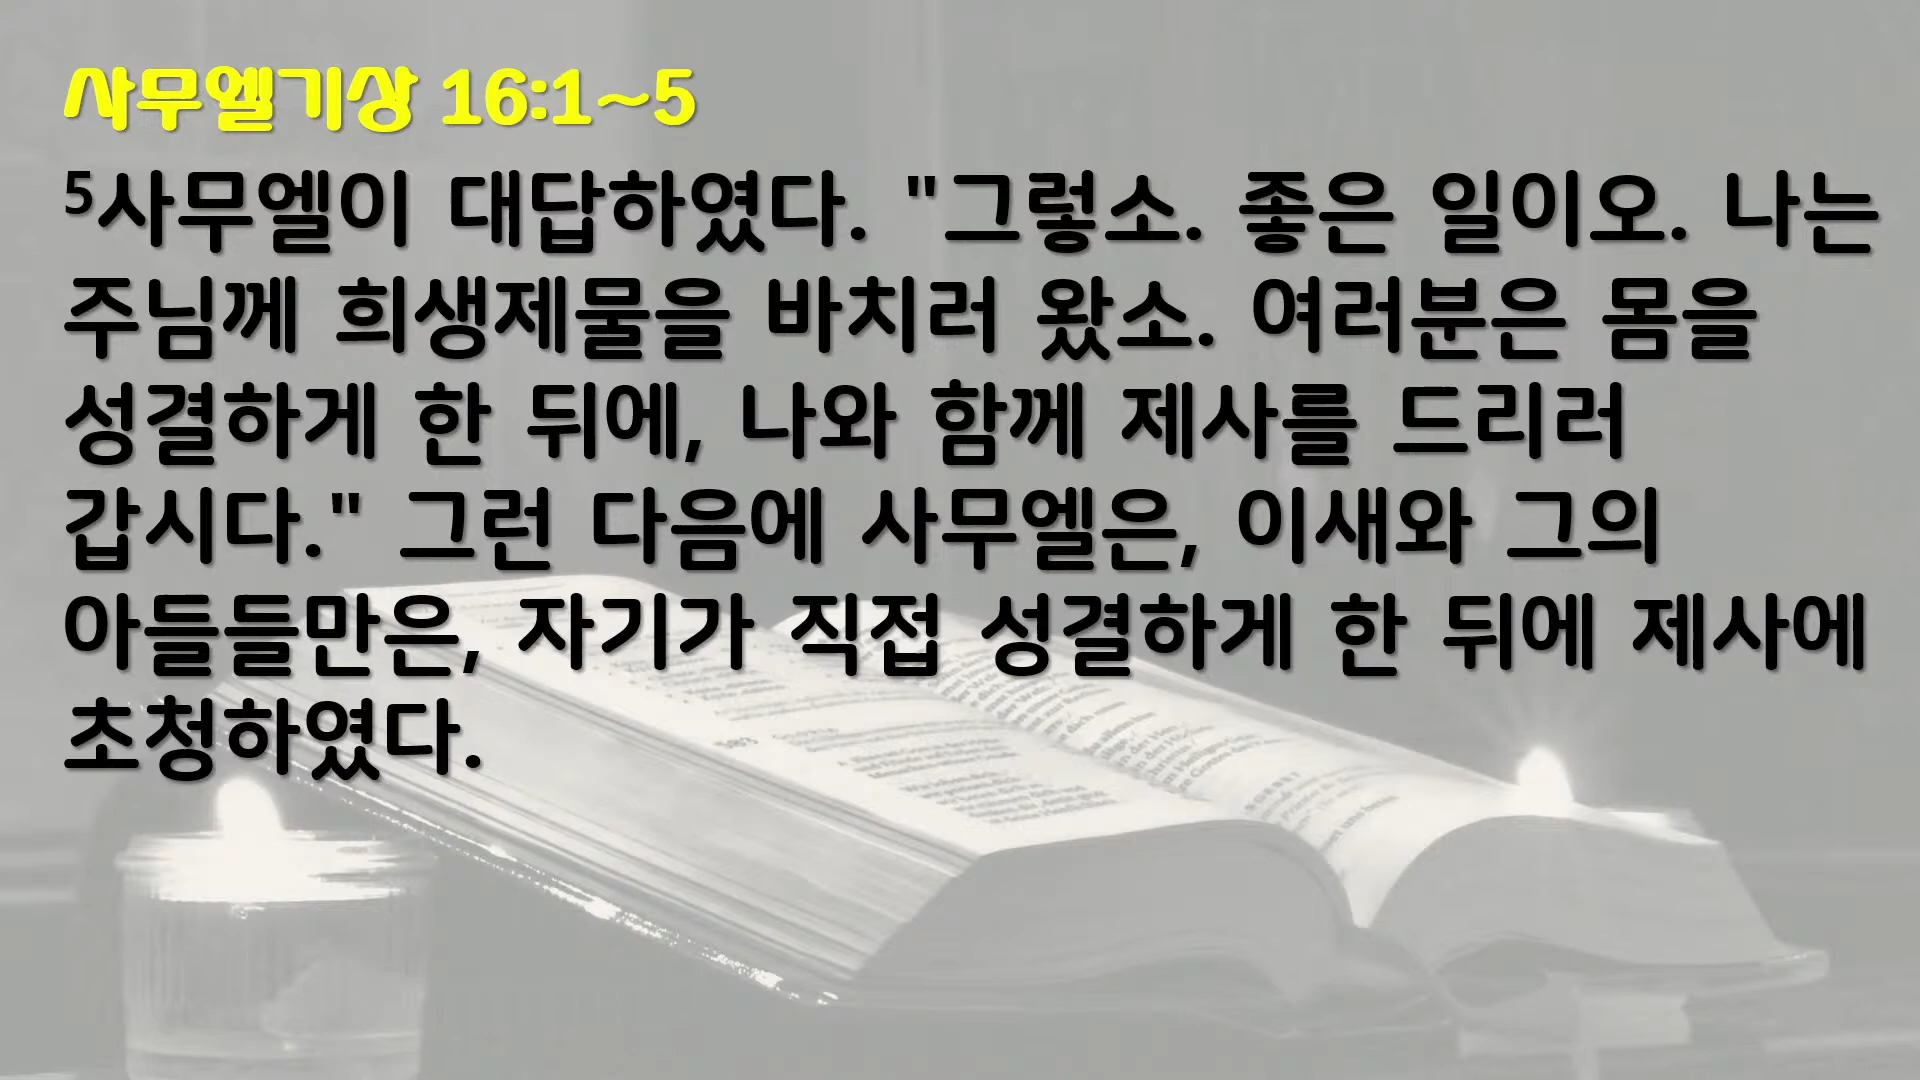 사무엘기상 16:1~5
5사무엘이 대답하였다. "그렇소. 좋은 일이오. 나는
주님께 희생제물을 바치러 왔소. 여러분은 몸을
성결하게 한 뒤에, 나와 함께 제사를 드리러
갑시다." 그런 다음에 사무엘은, 이새와 그의
아들들만은, 자기가 직접 성결하게 한 뒤에 제사에
초청하였다.